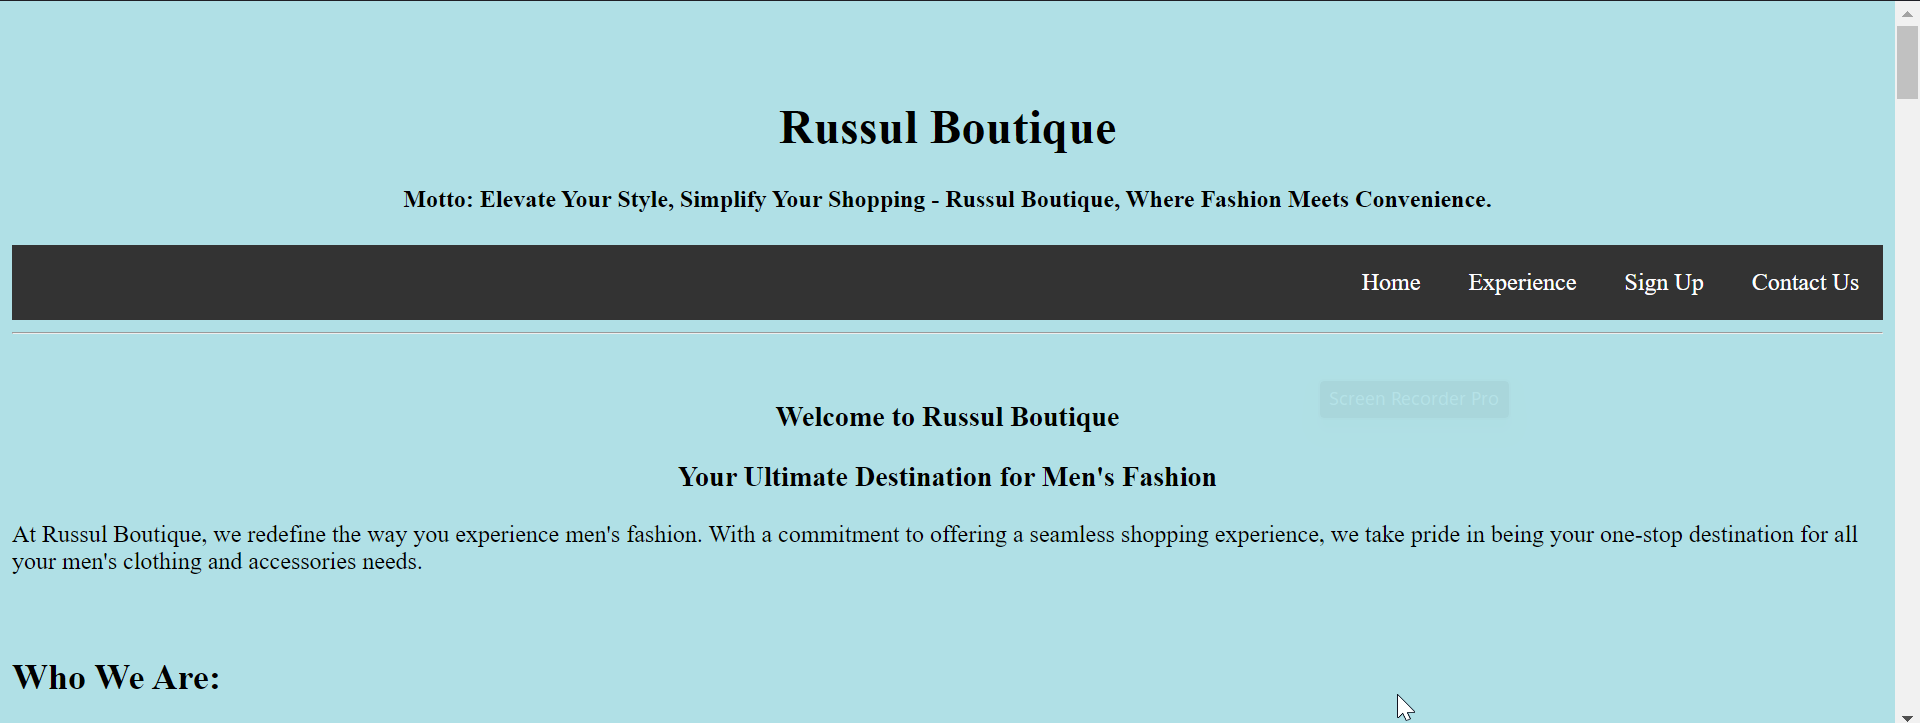 Russul Boutique
Motto: Elevate Your Style, Simplify Your Shopping - Russul Boutique, Where Fashion Meets Convenience.
Home Experience Sign Up Contact Us
Screen Recorder Pro
Welcome to Russul Boutique
Your Ultimate Destination for Men's Fashion
At Russul Boutique, we redefine the way you experience men's fashion. With a commitment to offering a seamless shopping experience, we take pride in being your one-stop destination for all
your men's clothing and accessories needs.
Who We Are: